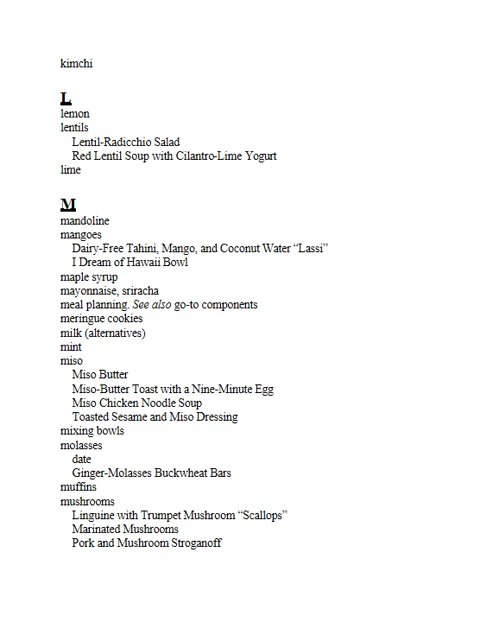 kimchi
L
lemon
lentils
Lentil-Radicchio Salad
Red Lentil Soup with Cilantro-Lime Yogurt
lime
M
mandoline
mangoes
Dairy-Free Tahini, Mango, and Coconut Water “Lassi”
I Dream of Hawaii Bowl
maple syrup
mayonnaise, sriracha
meal planning. See also go-to components
meringue cookies
milk (alternatives)
mint
miso
Miso Butter
Miso-Butter Toast with a Nine-Minute Egg
Miso Chicken Noodle Soup
Toasted Sesame and Miso Dressing
mixing bowls
molasses
date
Ginger-Molasses Buckwheat Bars
muffins
mushrooms
Linguine with Trumpet Mushroom “Scallops”
Marinated Mushrooms
Pork and Mushroom Stroganoff